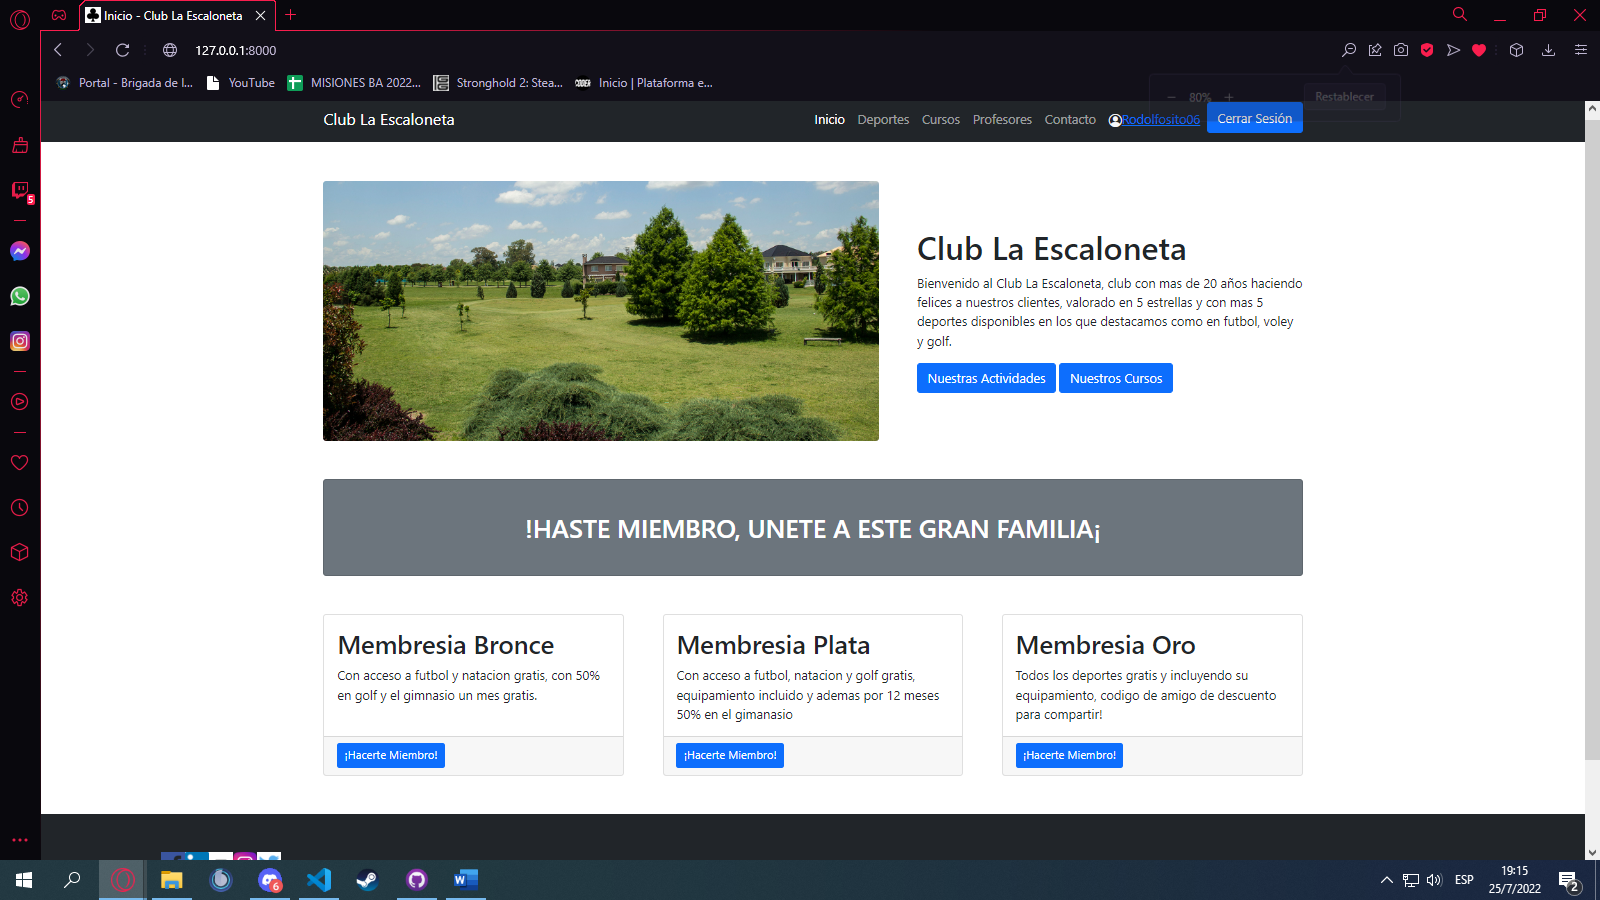 Inicio - Club La Escaloneta
127.0.0.1:8000
Portal - Brigada de I...
YouTube
MISIONES BA 2022...
Stronghold 2: Stea...
CODER
Inicio | Plataforma e...
80%
Restablecer
5
Club La Escaloneta
Inicio
Deportes
Cursos
Profesores
Contacto
Rodolfosito06
Cerrar Sesión
Club La Escaloneta
Bienvenido al Club La Escaloneta, club con mas de 20 años haciendo
felices a nuestros clientes, valorado en 5 estrellas y con mas 5
deportes disponibles en los que destacamos como en futbol, voley
y golf.
Nuestras Actividades
Nuestros Cursos
!HASTE MIEMBRO, UNETE A ESTE GRAN FAMILIA¡
Membresia Bronce
Con acceso a futbol y natacion gratis, con 50%
en golf y el gimnasio un mes gratis.
¡Hacerte Miembro!
Membresia Plata
Con acceso a futbol, natacion y golf gratis,
equipamiento incluido y ademas por 12 meses
50% en el gimanasio
¡Hacerte Miembro!
Membresia Oro
Todos los deportes gratis y incluyendo su
equipamiento, codigo de amigo de descuento
para compartir!
¡Hacerte Miembro!
6
ESP
19:15
25/7/2022
2